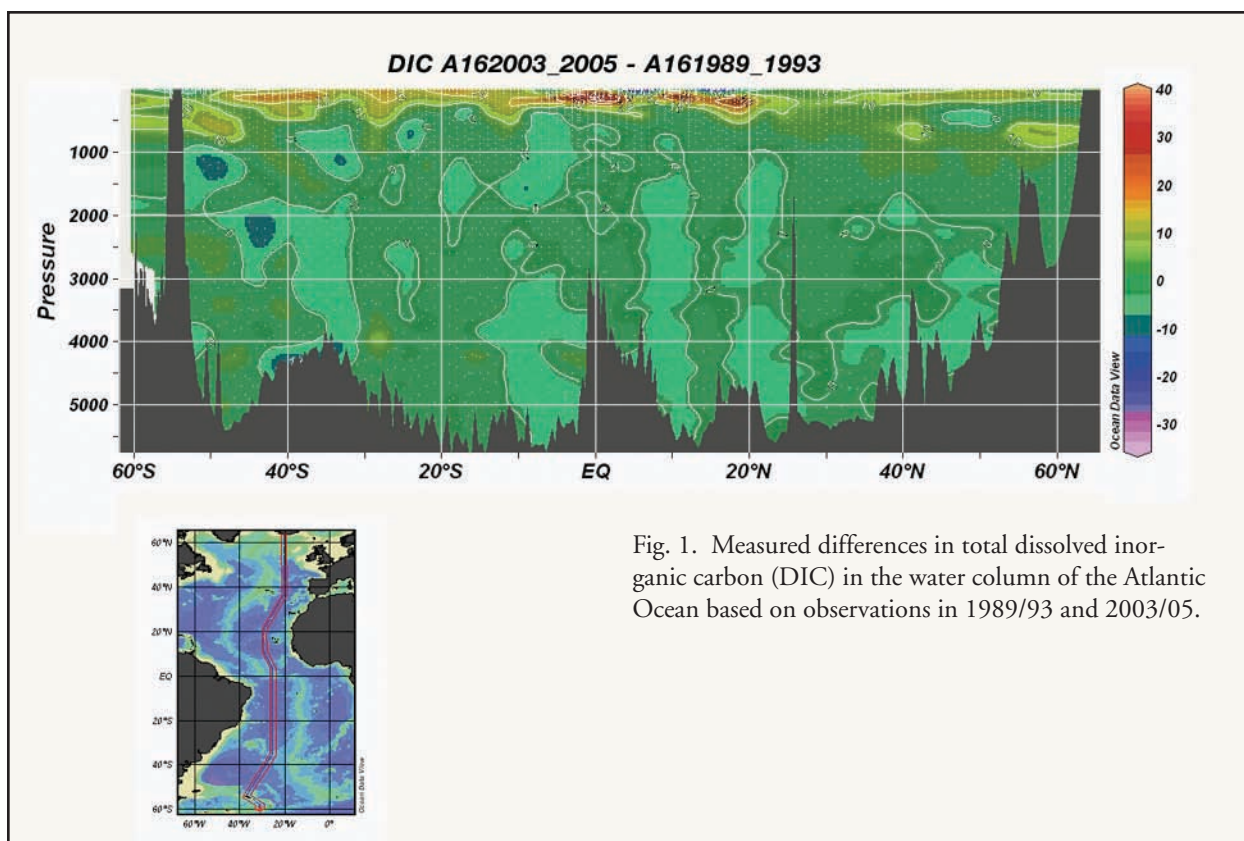 DIC A162003_2005 - A161989_1993
Pressure
1000
2000
3000
4000
5000
60°S
40°S
20°S
EQ
20°N
40°N
60°N
Ocean Data View
40
30
20
10
0
-10
-20
-30
60°N
40°N
20°N
EQ
20°S
40°S
60°S
60°W
40°W
20°W
0°
Ocean Data View
Fig. 1. Measured differences in total dissolved inor-
ganic carbon (DIC) in the water column of the Atlantic
Ocean based on observations in 1989/93 and 2003/05.